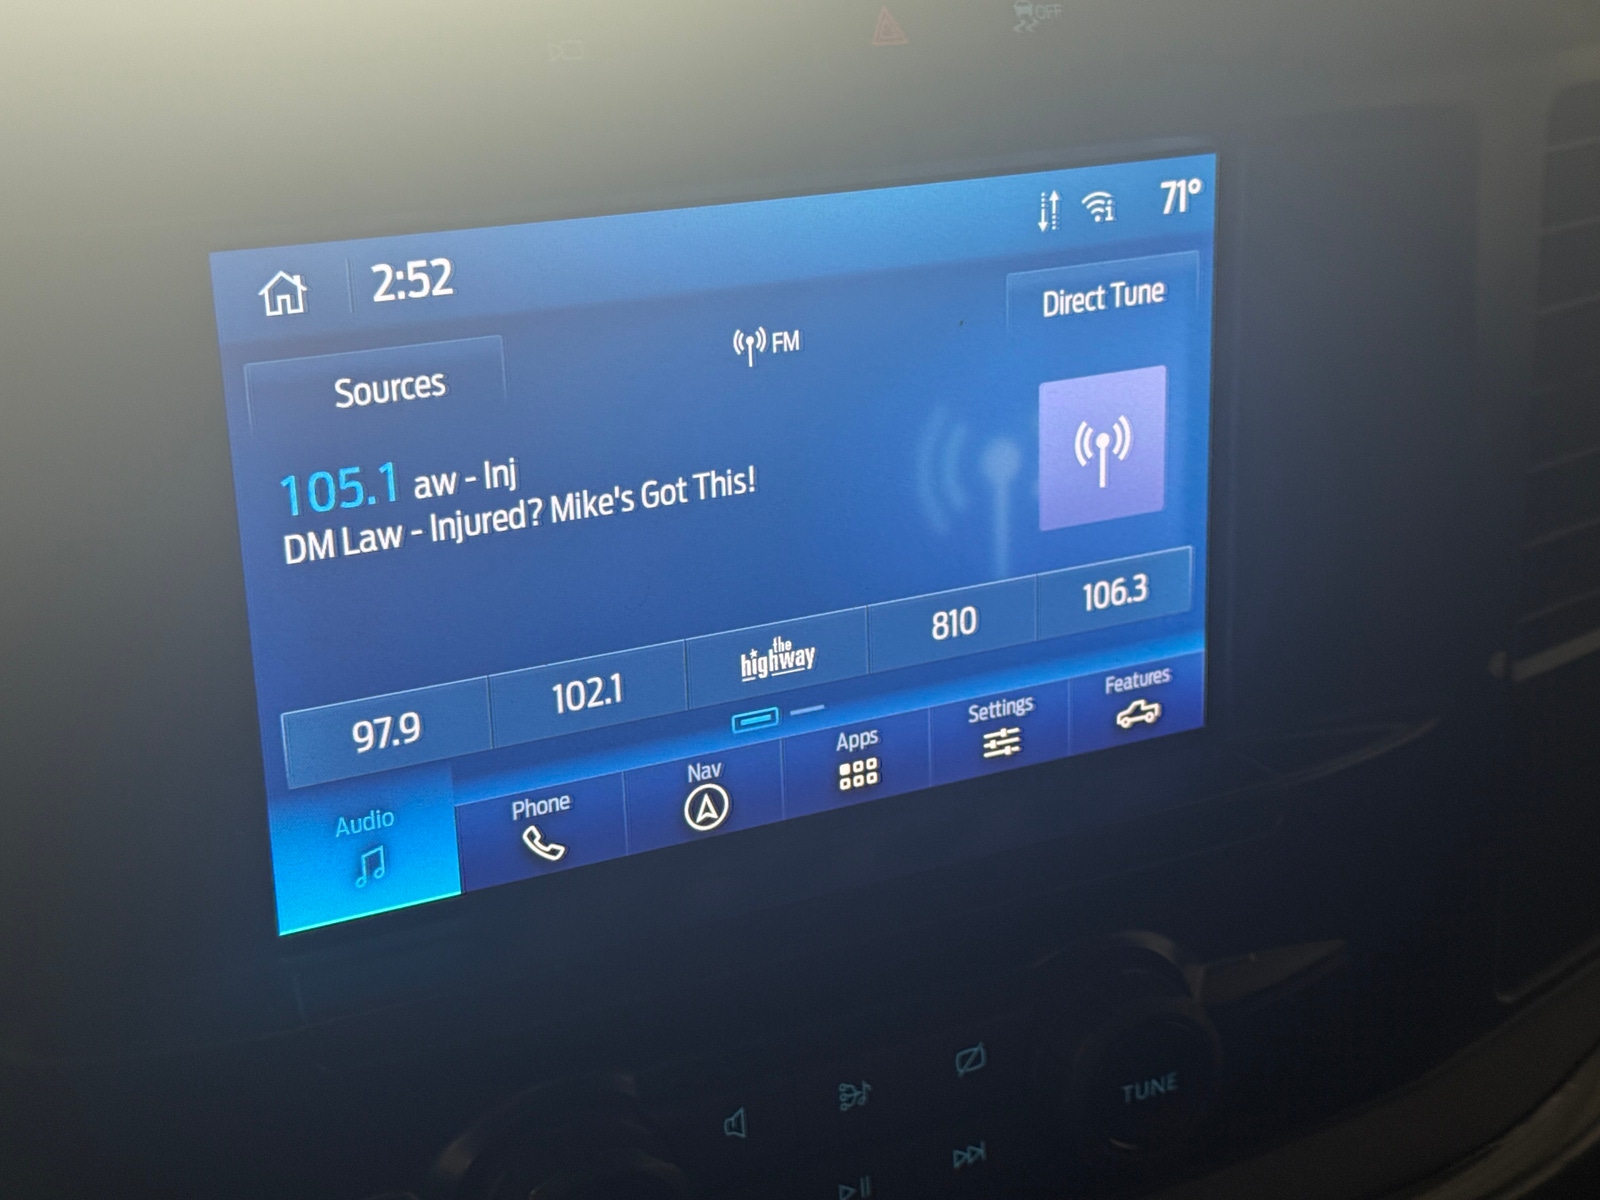 OFF
71°
2:52
Direct Tune
FM
Sources
105.1 aw - Inj
DM Law - Injured? Mike's Got This!
97.9
102.1
the highway
810
106.3
Audio
Phone
Nav
Apps
Settings
Features
TUNE